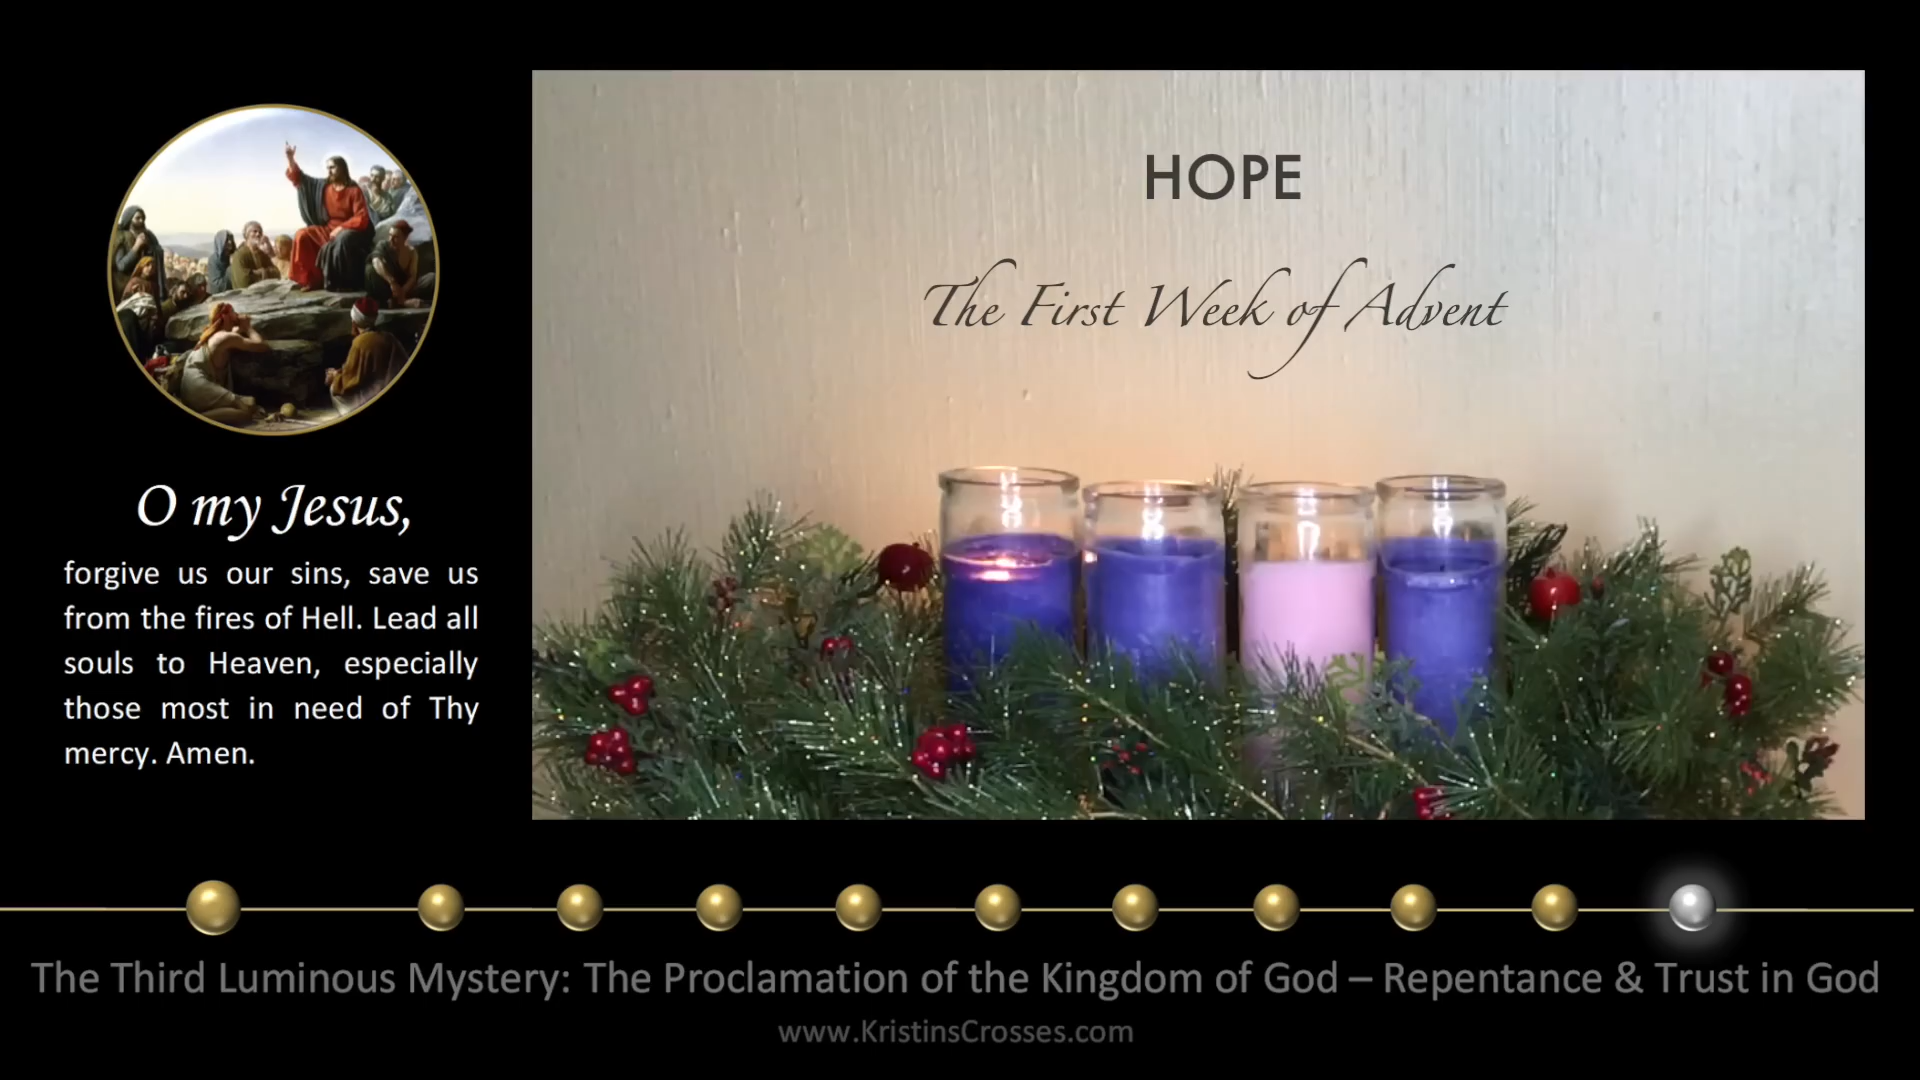 HOPE
The First Week of Advent
O my Jesus,
forgive us our sins, save us
from the fires of Hell. Lead all
souls to Heaven, especially
those most in need of Thy
mercy. Amen.
The Third Luminous Mystery: The Proclamation of the Kingdom of God – Repentance & Trust in God
www.KristinsCrosses.com